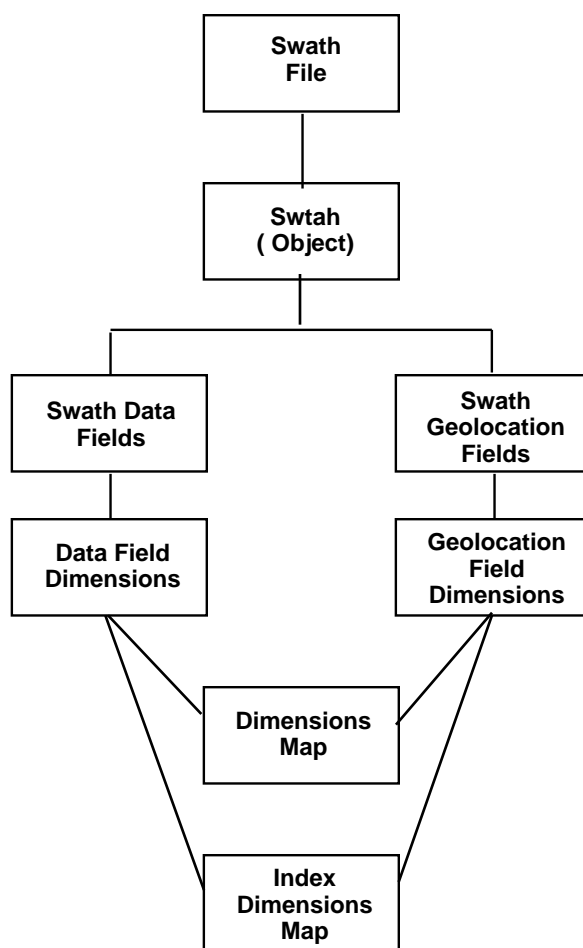 Swath
File
Swtah
( Object)
Swath Data
Fields
Swath
Geolocation
Fields
Data Field
Dimensions
Geolocation
Field
Dimensions
Dimensions
Map
Index
Dimensions
Map